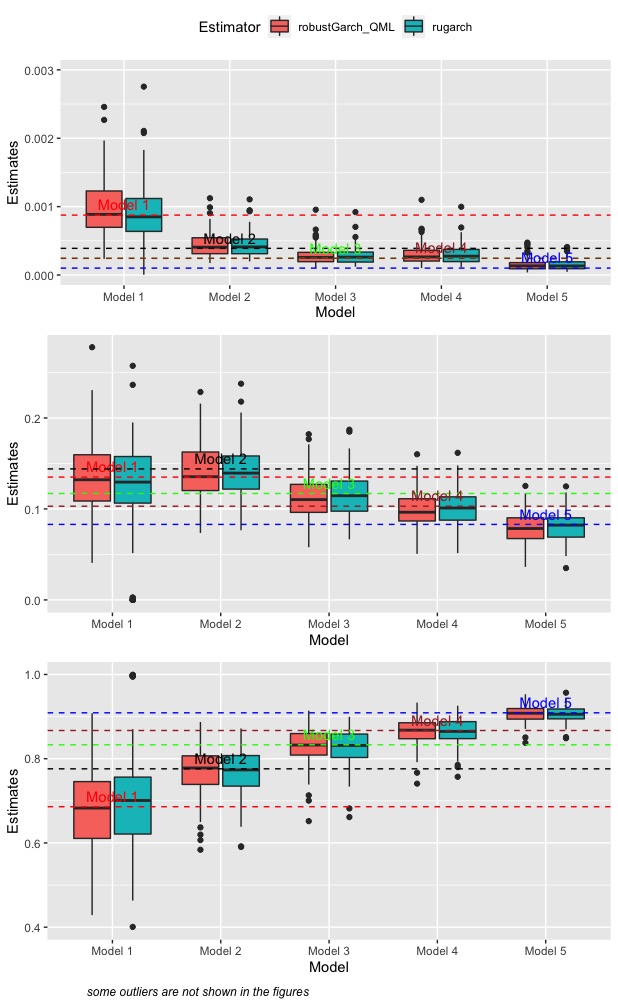 Estimator robustGarch_QML rugarch
0.003
0.002
0.001
0.000
Estimates
Model 1
Model 2
Model 3
Model 4
Model 5
Model 1 Model 2 Model 3 Model 4 Model 5
Model
0.2
0.1
0.0
Estimates
Model 1
Model 2
Model 3
Model 4
Model 5
Model 1 Model 2 Model 3 Model 4 Model 5
Model
1.0
0.8
0.6
0.4
Estimates
Model 1
Model 2
Model 3
Model 4
Model 5
Model 1 Model 2 Model 3 Model 4 Model 5
Model
some outliers are not shown in the figures